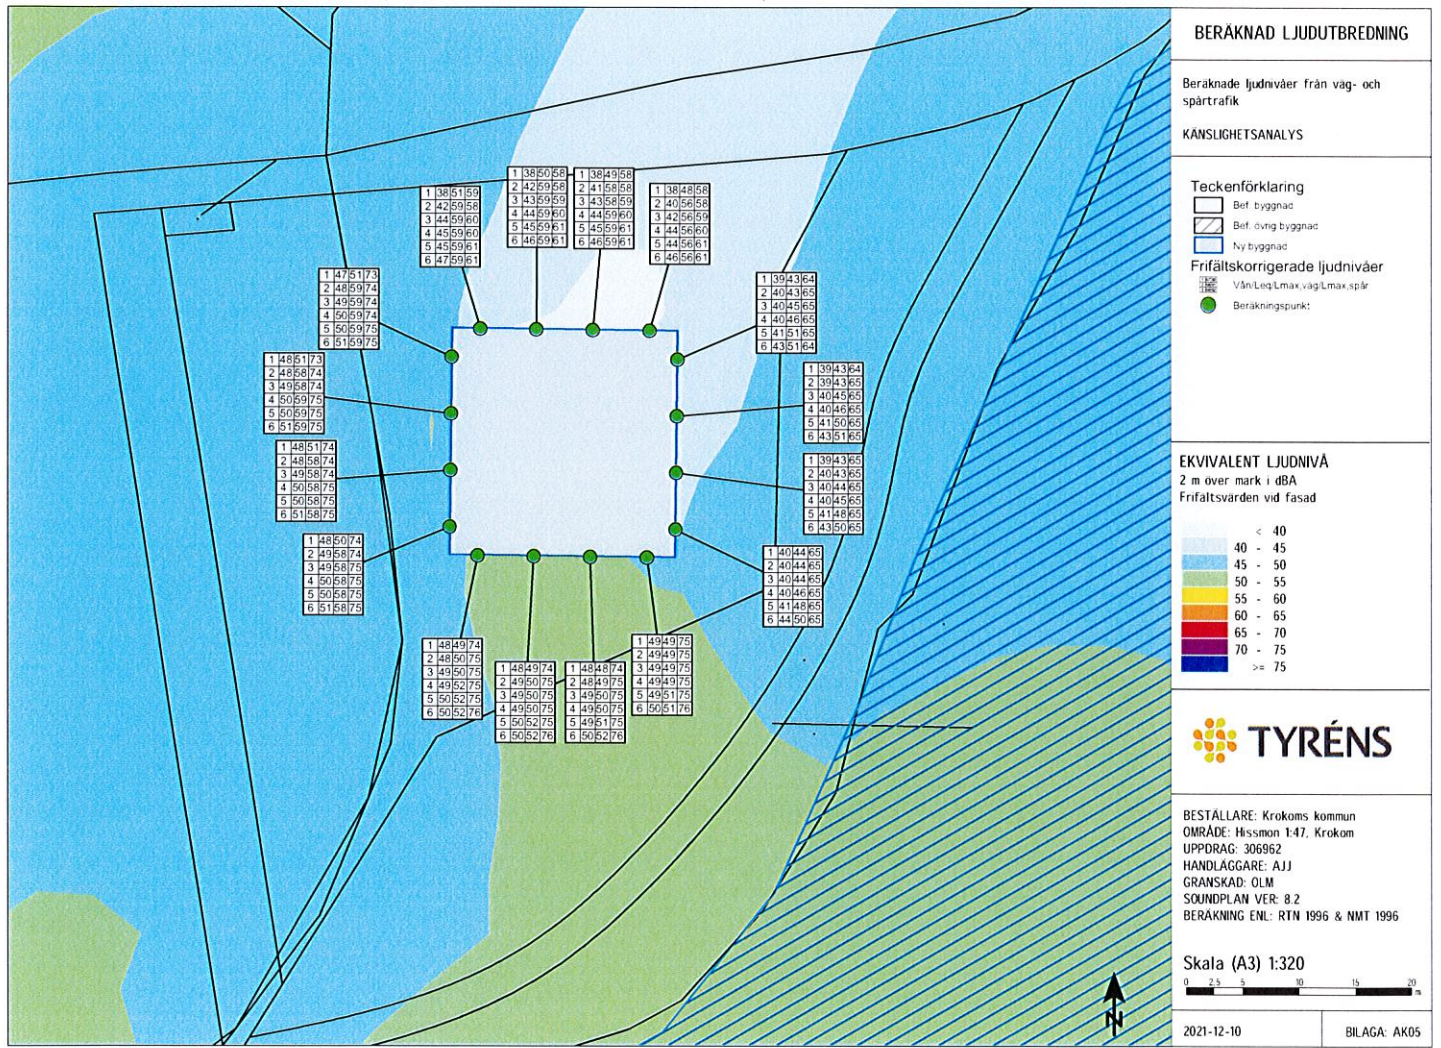 1 38 51 59
2 42 59 58
3 44 59 60
4 45 59 60
5 45 59 61
6 47 59 61
1 38 50 58
2 42 59 58
3 43 59 59
4 44 59 60
5 45 59 61
6 46 59 61
1 38 49 58
2 41 58 58
3 43 58 59
4 44 59 60
5 45 59 61
6 46 59 61
1 38 48 58
2 40 56 58
3 42 56 59
4 44 56 60
5 44 56 61
6 46 56 61
1 47 51 73
2 48 59 74
3 49 59 74
4 50 59 74
5 50 59 75
6 51 59 75
1 39 43 64
2 40 43 65
3 40 45 65
4 40 46 65
5 41 51 65
6 43 51 64
1 48 51 73
2 48 58 74
3 49 58 74
4 50 59 75
5 50 59 75
6 51 59 75
1 39 43 64
2 39 43 65
3 40 45 65
4 40 46 65
5 41 50 65
6 43 51 65
1 48 51 74
2 48 58 74
3 49 58 74
4 50 58 75
5 50 58 75
6 51 58 75
1 39 43 65
2 40 43 65
3 40 44 65
4 40 45 65
5 41 48 65
6 43 50 65
1 48 50 74
2 49 58 74
3 49 58 75
4 50 58 75
5 50 58 75
6 51 58 75
1 40 44 65
2 40 44 65
3 40 44 65
4 40 46 65
5 41 48 65
6 44 50 65
1 48 49 74
2 48 50 75
3 49 50 75
4 49 52 75
5 50 52 75
6 50 52 76
1 48 49 74
2 49 50 75
3 49 50 75
4 49 50 75
5 50 52 75
6 50 52 76
1 48 48 74
2 48 49 75
3 49 50 75
4 49 50 75
5 49 51 75
6 50 52 76
1 49 49 75
2 49 49 75
3 49 49 75
4 49 49 75
5 49 51 75
6 50 51 76
N
BERÄKNAD LJUDUTBREDNING
Beräknade ljudnivåer från väg- och
spårtrafik
KÄNSLIGHETSANALYS
Teckenförklaring
Bef. byggnad
Bef. övrig byggnad
Ny byggnad
Frifältskorrigerade ljudnivåer
Vån/Leq/Lmax,väg/Lmax,spår
Beräkningspunkt
EKVIVALENT LJUDNIVÅ
2 m över mark i dBA
Frifältsvärden vid fasad
< 40
40 - 45
45 - 50
50 - 55
55 - 60
60 - 65
65 - 70
70 - 75
>= 75
TYRÉNS
BESTÄLLARE: Krokoms kommun
OMRÅDE: Hissmon 1:47, Krokom
UPPDRAG: 306962
HANDLÄGGARE: AJJ
GRANSKAD: OLM
SOUNDPLAN VER: 8.2
BERÄKNING ENL: RTN 1996 & NMT 1996
Skala (A3) 1:320
0 2,5 5 10 15 20
m
2021-12-10
BILAGA: AK05